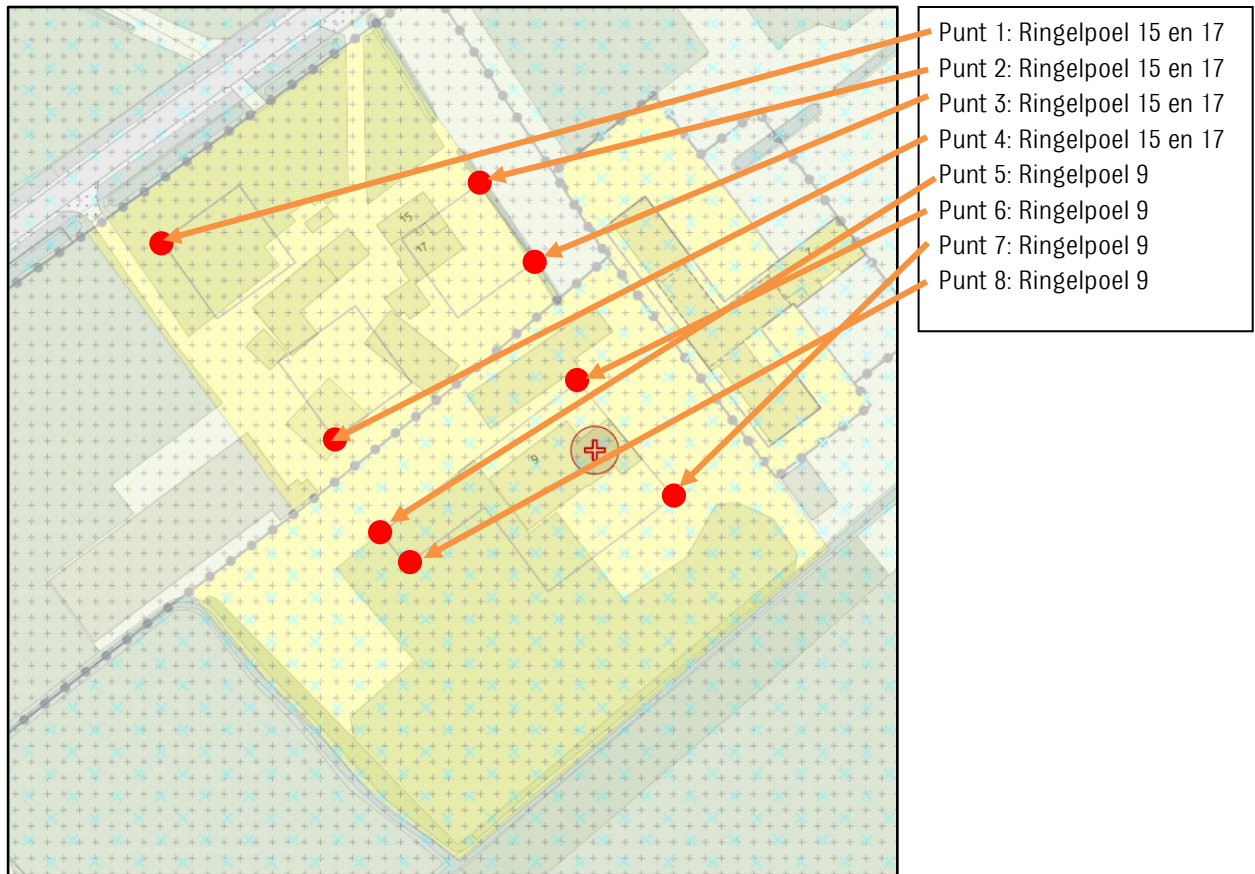 Punt 1: Ringelpoel 15 en 17
Punt 2: Ringelpoel 15 en 17
Punt 3: Ringelpoel 15 en 17
Punt 4: Ringelpoel 15 en 17
Punt 5: Ringelpoel 9
Punt 6: Ringelpoel 9
Punt 7: Ringelpoel 9
Punt 8: Ringelpoel 9
15
17
9